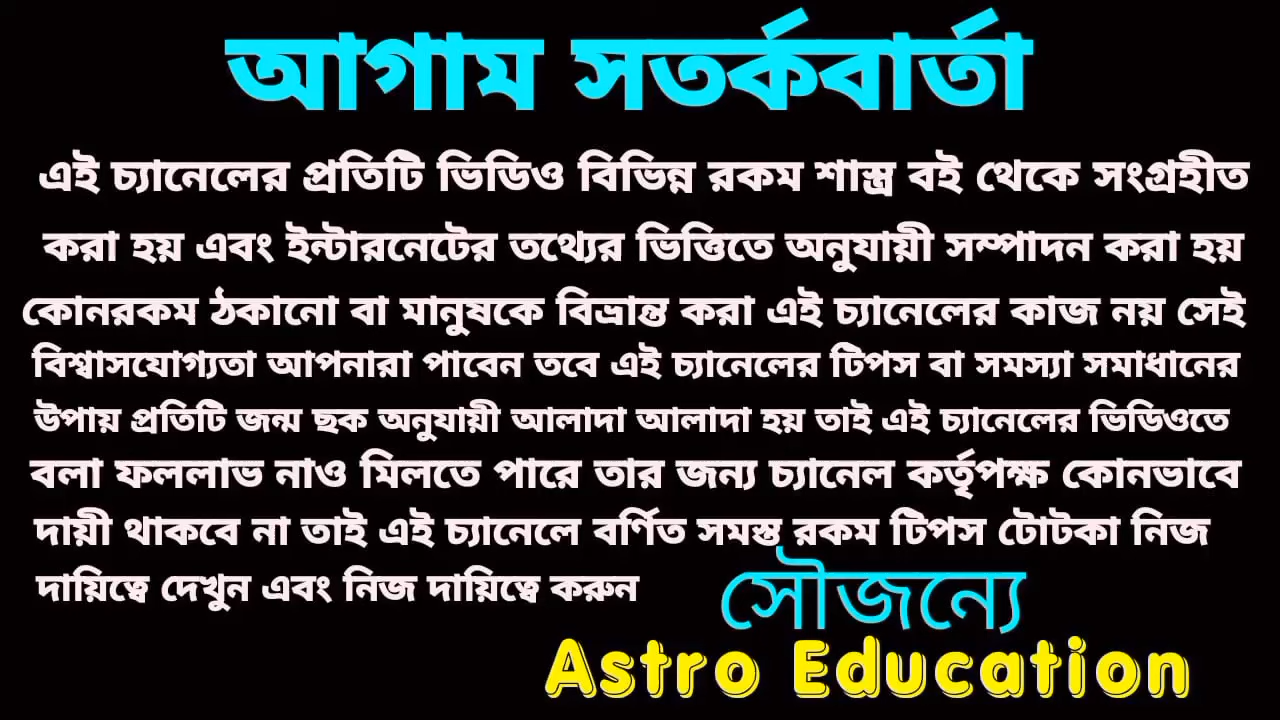 আগাম সতর্কবার্তা
এই চ্যানেলের প্রতিটি ভিডিও বিভিন্ন রকম শাস্ত্র বই থেকে সংগ্রহীত
করা হয় এবং ইন্টারনেটের তথ্যের ভিত্তিতে অনুযায়ী সম্পাদন করা হয়
কোনরকম ঠকানো বা মানুষকে বিভ্রান্ত করা এই চ্যানেলের কাজ নয় সেই
বিশ্বাসযোগ্যতা আপনারা পাবেন তবে এই চ্যানেলের টিপস বা সমস্যা সমাধানের
উপায় প্রতিটি জন্ম ছক অনুযায়ী আলাদা আলাদা হয় তাই এই চ্যানেলের ভিডিওতে
বলা ফললাভ নাও মিলতে পারে তার জন্য চ্যানেল কর্তৃপক্ষ কোনভাবে
দায়ী থাকবে না তাই এই চ্যানেলে বর্ণিত সমস্ত রকম টিপস টোটকা নিজ
দায়িত্বে দেখুন এবং নিজ দায়িত্বে করুন
সৌজন্যে
Astro Education